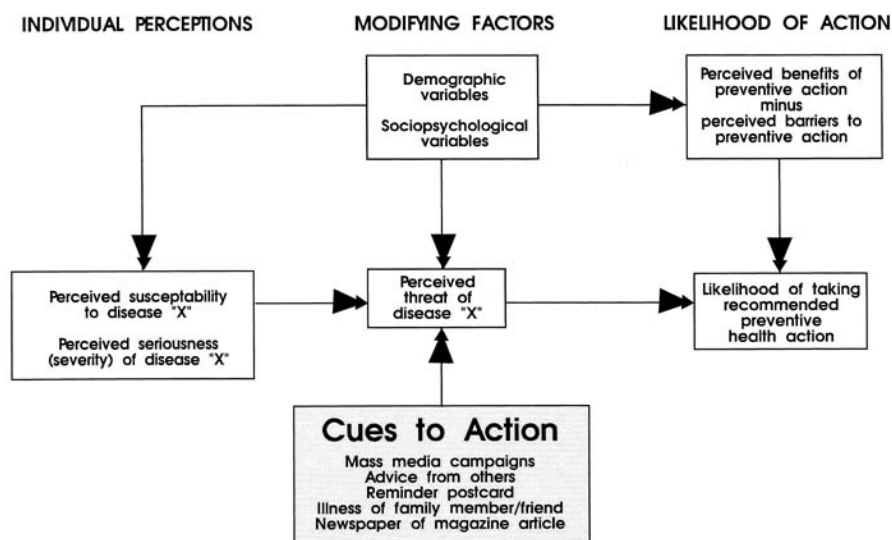 INDIVIDUAL PERCEPTIONS
MODIFYING FACTORS
LIKELIHOOD OF ACTION
Demographic
variables
Sociopsychological
variables
Perceived benefits of
preventive action
minus
perceived barriers to
preventive action
Perceived susceptability
to disease "X"
Perceived seriousness
(severity) of disease "X"
Perceived
threat of
disease "X"
Likelihood of taking
recommended
preventive
health action
Cues to Action
Mass media campaigns
Advice from others
Reminder postcard
Illness of family member/friend
Newspaper of magazine article